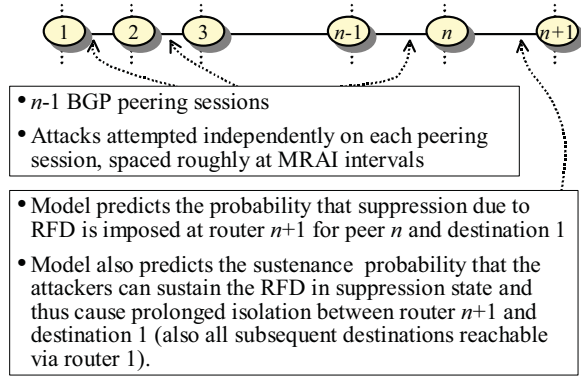 1 2 3 n-1 n n+1
• n-1 BGP peering sessions
• Attacks attempted independently on each peering
session, spaced roughly at MRAI intervals
• Model predicts the probability that suppression due to
RFD is imposed at router n+1 for peer n and destination 1
• Model also predicts the sustenance probability that the
attackers can sustain the RFD in suppression state and
thus cause prolonged isolation between router n+1 and
destination 1 (also all subsequent destinations reachable
via router 1).